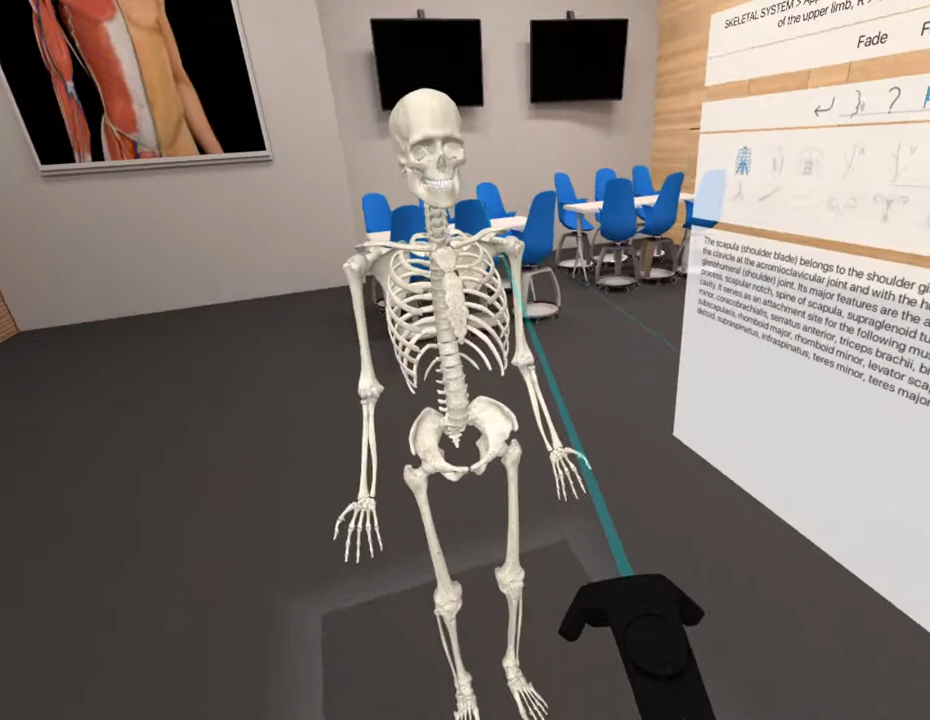 SKELETAL SYSTEM > App
of the upper limb, R >
Fade
?
The scapula (shoulder blade) belongs to the shoulder gi
the clavicle at the acromioclavicular joint and with the h
glenohumeral (shoulder) joint. Its major features are the a
process, scapular notch, spine of scapula, supraglenoid tu
cavity. It serves as an attachment site for the following mus
minor, coracobrachialis, serratus anterior, triceps brachii, bi
subscapularis, rhomboid major, rhomboid minor, levator scap
deltoid, supraspinatus, infraspinatus, teres minor, teres major